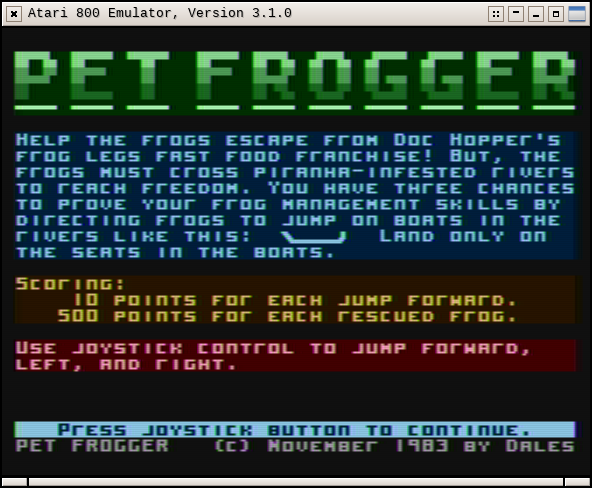 Atari 800 Emulator, Version 3.1.0
PET FROGGER
Help the frogs escape from Doc Hopper's
frog legs fast food franchise! But, the
frogs must cross piranha-infested rivers
to reach freedom. You have three chances
to prove your frog management skills by
directing frogs to jump on boats in the
rivers like this: Land only on
the seats in the boats.
Scoring:
10 points for each jump forward.
500 points for each rescued frog.
Use joystick control to jump forward,
left, and right.
Press joystick button to continue.
PET FROGGER (c) November 1983 by Dales